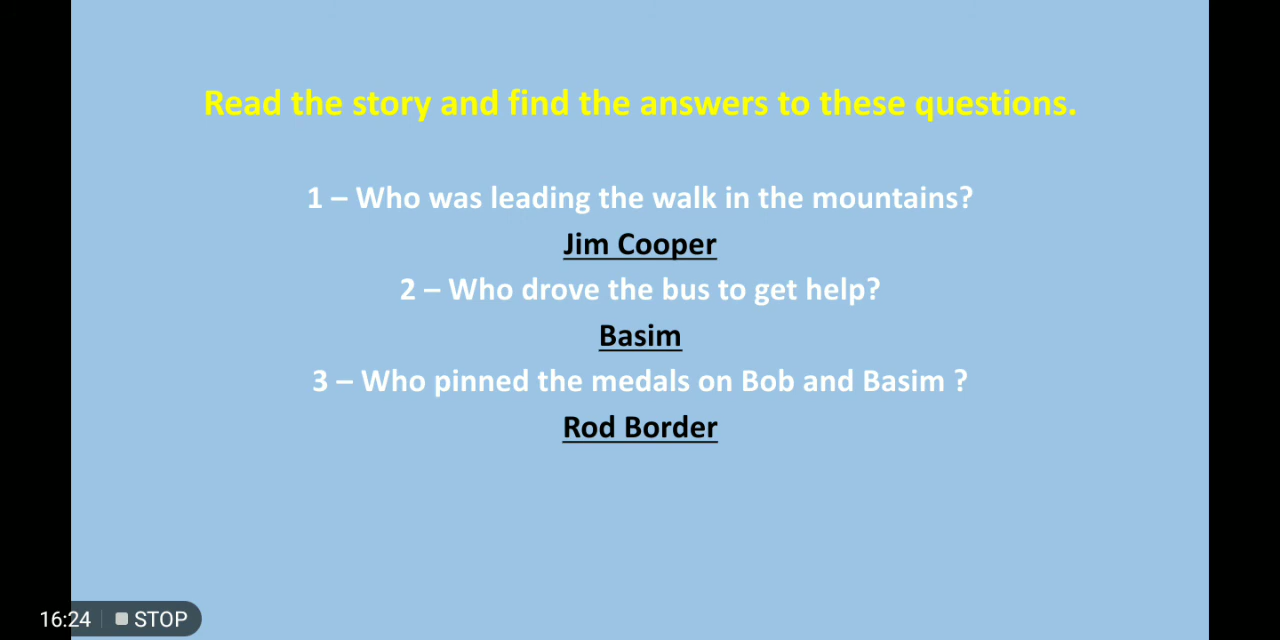 Read the story and find the answers to these questions.
1 – Who was leading the walk in the mountains?
Jim Cooper
2 – Who drove the bus to get help?
Basim
3 – Who pinned the medals on Bob and Basim ?
Rod Border
16:24 STOP